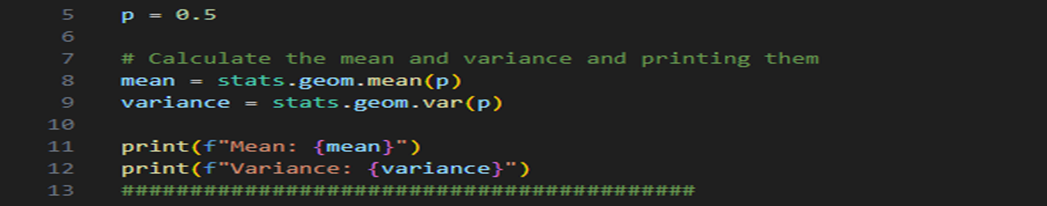 5 p = 0.5
6
7 # Calculate the mean and variance and printing them
8 mean = stats.geom.mean(p)
9 variance = stats.geom.var(p)
10
11 print(f"Mean: {mean}")
12 print(f"Variance: {variance}")
13 ##########################################